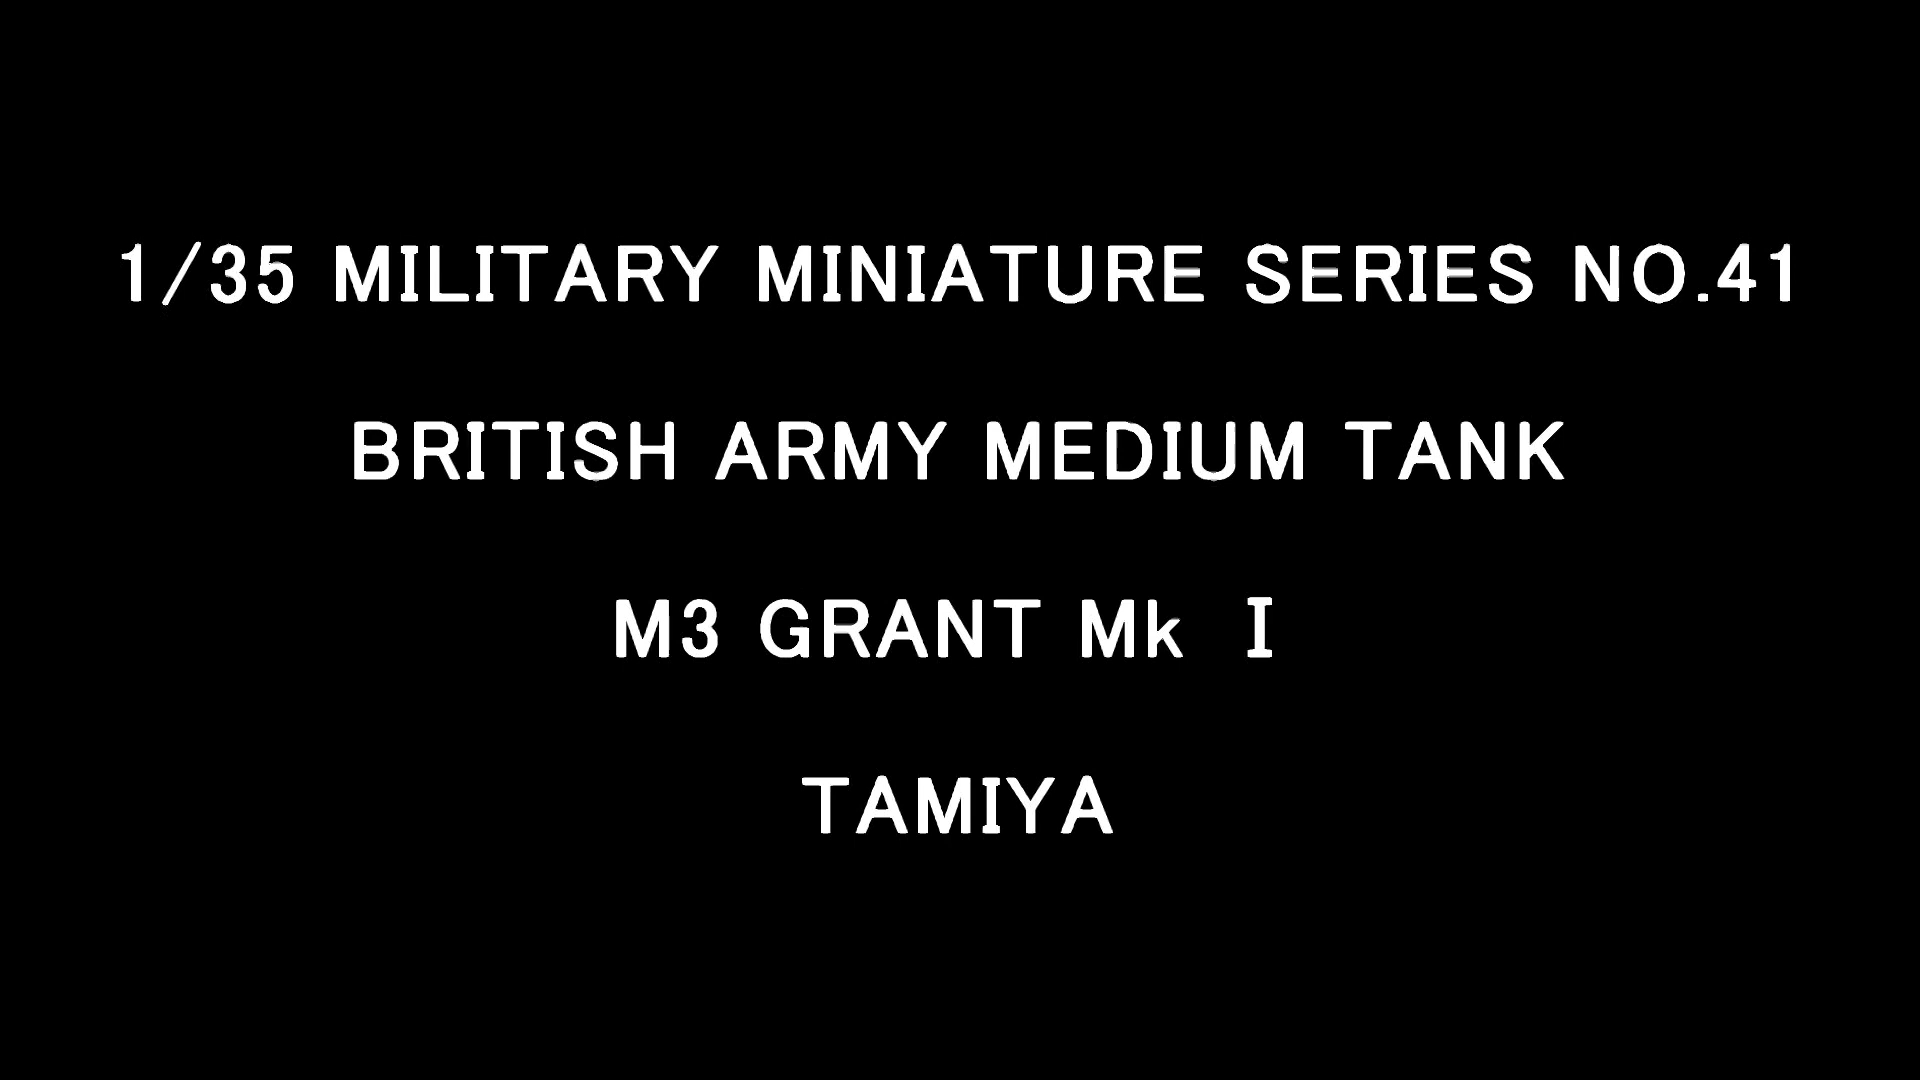 1/35 MILITARY MINIATURE SERIES NO.41
BRITISH ARMY MEDIUM TANK
M3 GRANT Mk Ⅰ
TAMIYA